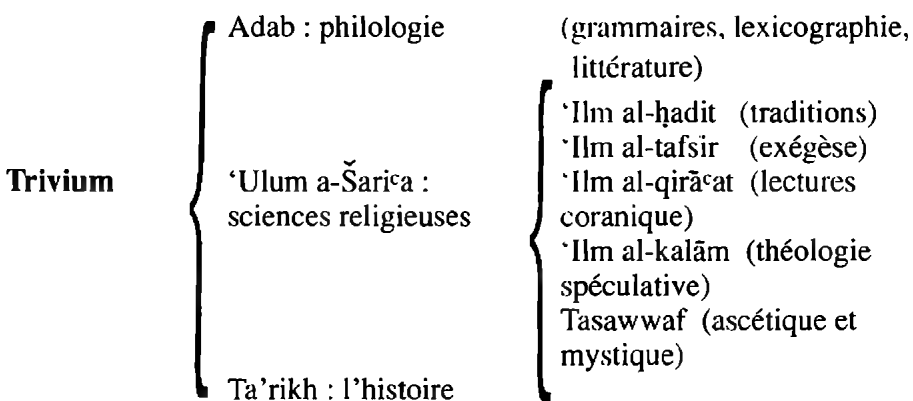 Adab : philologie (grammaires, lexicographie,
littérature)
‘Ilm al-ḥadit (traditions)
‘Ilm al-tafsir (exégèse)
Trivium ‘Ulum a-Šariᶜa : ‘Ilm al-qirāᶜat (lectures
sciences religieuses coranique)
‘Ilm al-kalām (théologie
spéculative)
Tasawwaf (ascétique et
mystique)
Ta’rikh : l’histoire